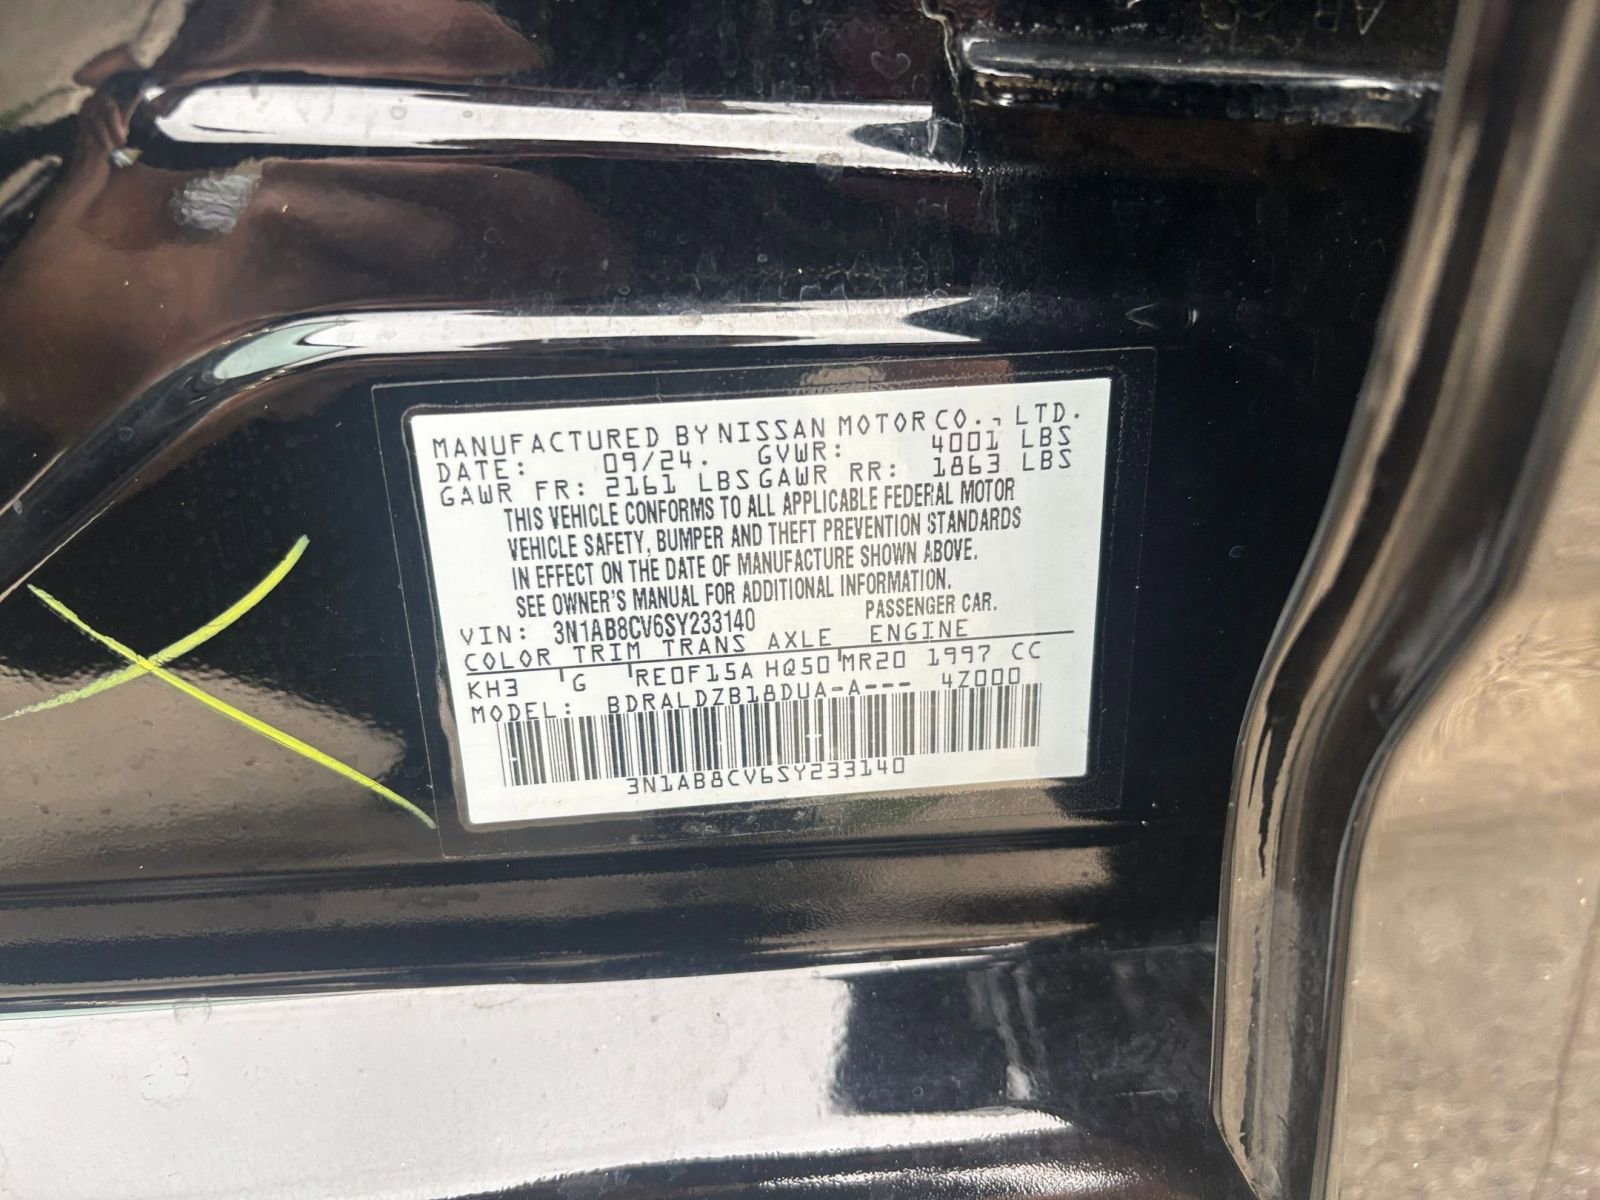 MANUFACTURED BY NISSAN MOTOR CO., LTD.
DATE: 09/24. GVWR: 4001 LBS
GAWR FR: 2161 LBS GAWR RR: 1863 LBS
THIS VEHICLE CONFORMS TO ALL APPLICABLE FEDERAL MOTOR
VEHICLE SAFETY, BUMPER AND THEFT PREVENTION STANDARDS
IN EFFECT ON THE DATE OF MANUFACTURE SHOWN ABOVE.
SEE OWNER'S MANUAL FOR ADDITIONAL INFORMATION.
VIN: 3N1AB8CV6SY233140 PASSENGER CAR.
COLOR TRIM TRANS AXLE ENGINE
KH3 G RE0F15A HQ50 MR20 1997 CC
MODEL: BDRALDZB18DUA-A--- 4Z000
3N1AB8CV6SY233140